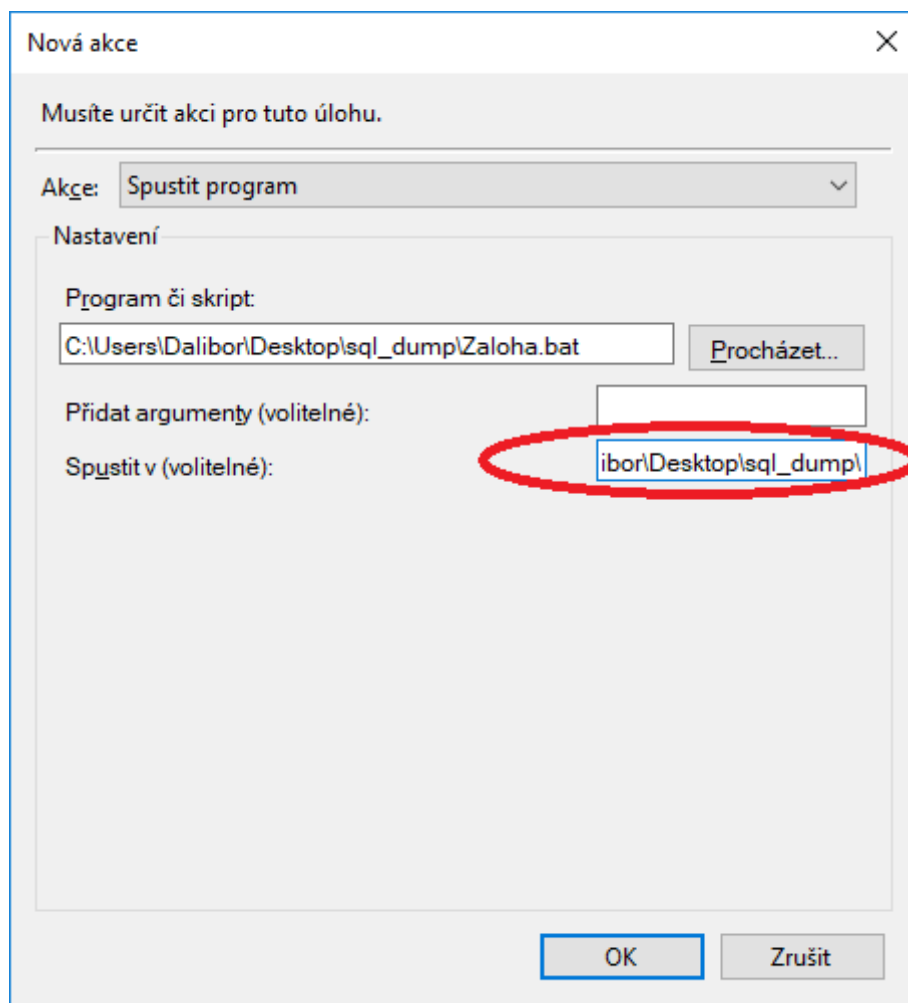 Nová akce
Musíte určit akci pro tuto úlohu.
Akce: Spustit program
Nastavení
Program či skript:
C:\Users\Dalibor\Desktop\sql_dump\Zaloha.bat Procházet...
Přidat argumenty (volitelné):
Spustit v (volitelné): ibor\Desktop\sql_dump\
OK Zrušit